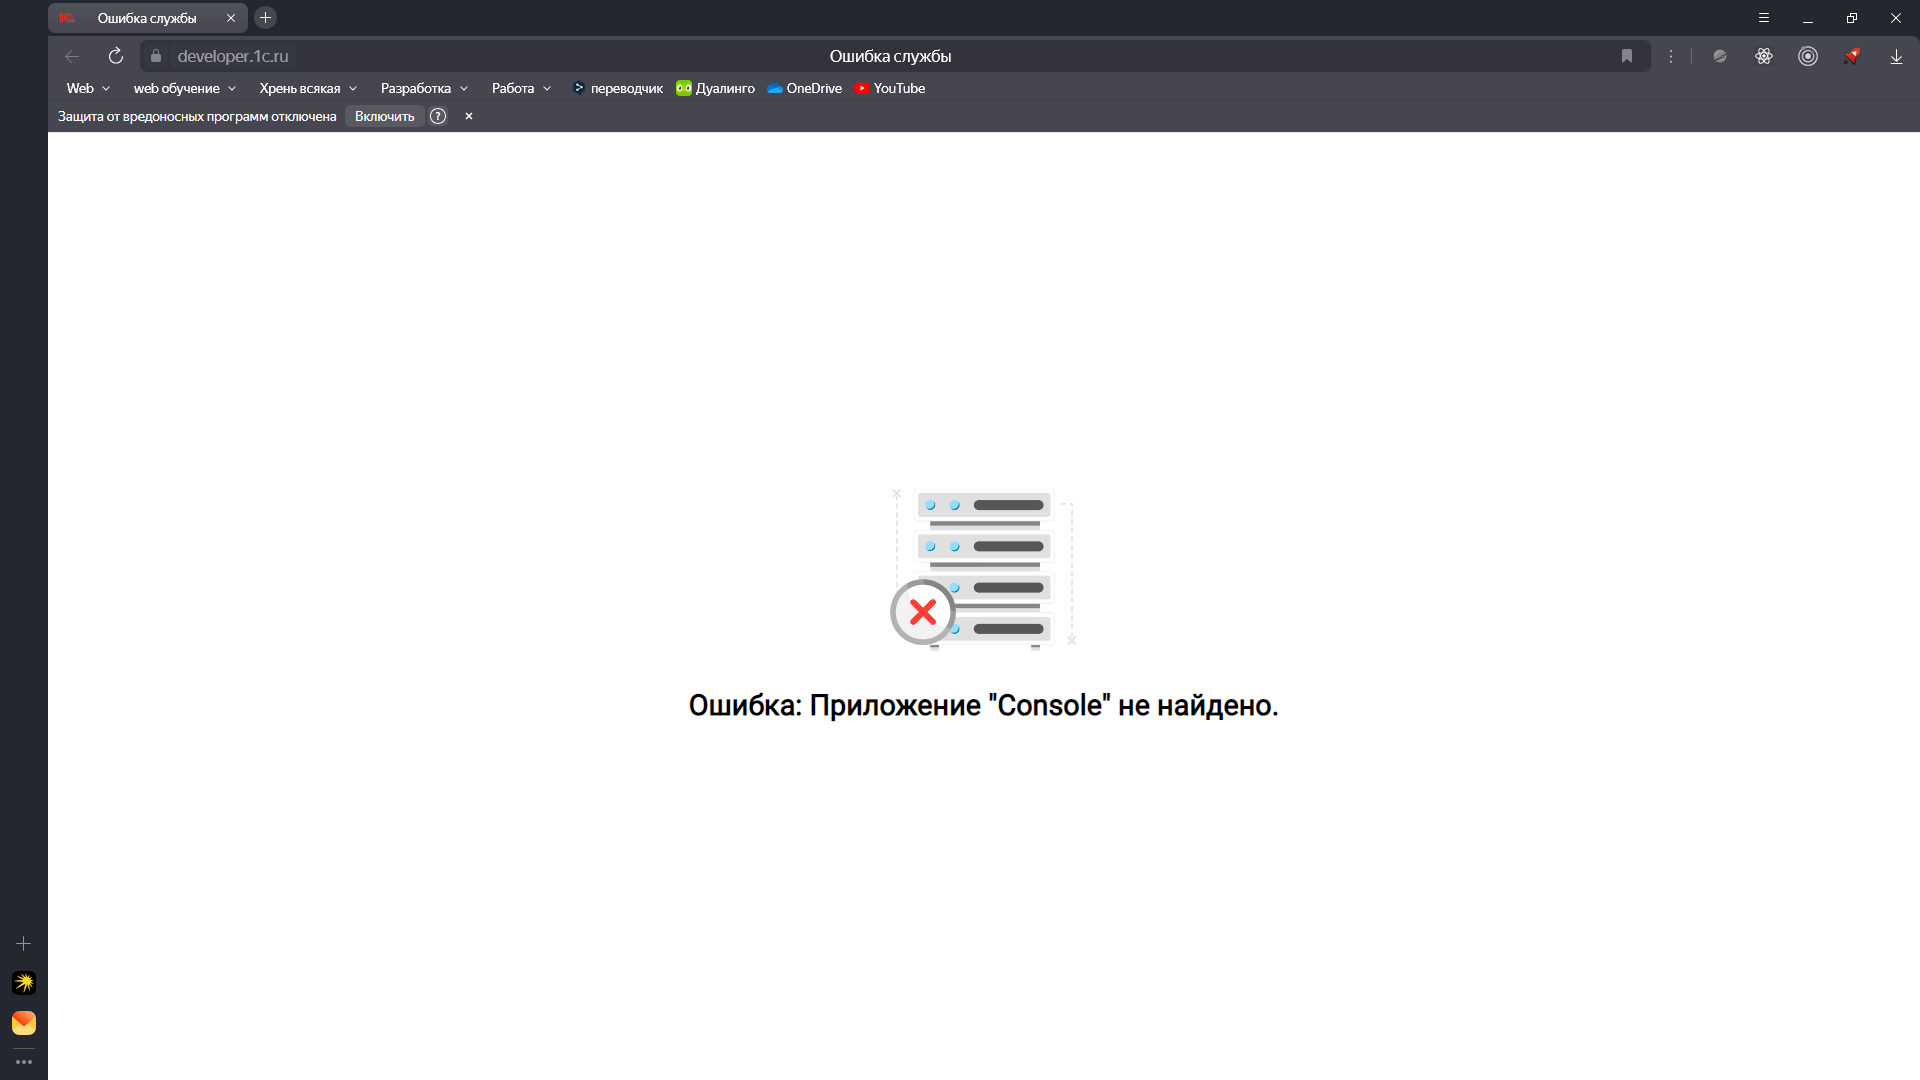 1С Ошибка службы
developer.1c.ru Ошибка службы
Web web обучение Хрень всякая Разработка Работа переводчик Дуалинго OneDrive YouTube
Защита от вредоносных программ отключена Включить ?
Ошибка: Приложение "Console" не найдено.